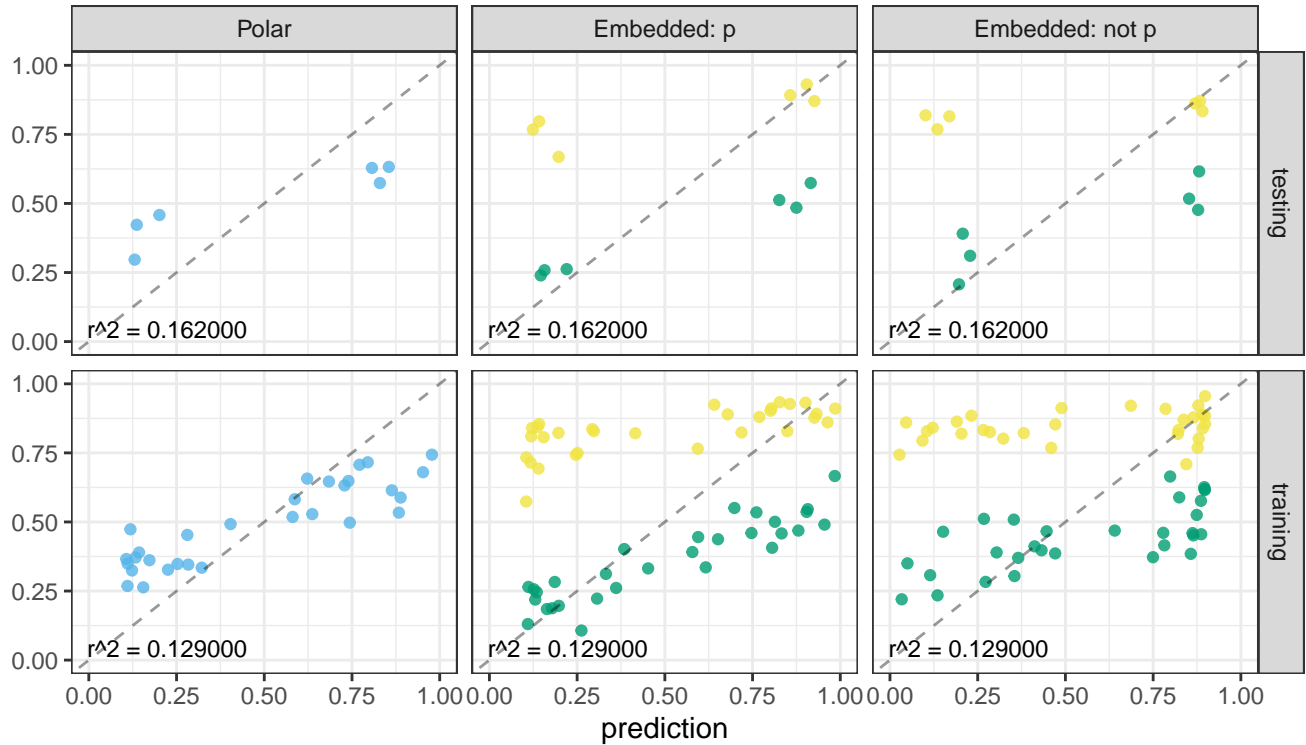 Polar Embedded: p Embedded: not p
1.00
0.75
0.50
0.25
0.00
r^2 = 0.162000 r^2 = 0.162000 r^2 = 0.162000
testing
1.00
0.75
0.50
0.25
0.00
r^2 = 0.129000 r^2 = 0.129000 r^2 = 0.129000
training
0.00 0.25 0.50 0.75 1.00 0.00 0.25 0.50 0.75 1.00 0.00 0.25 0.50 0.75 1.00
prediction